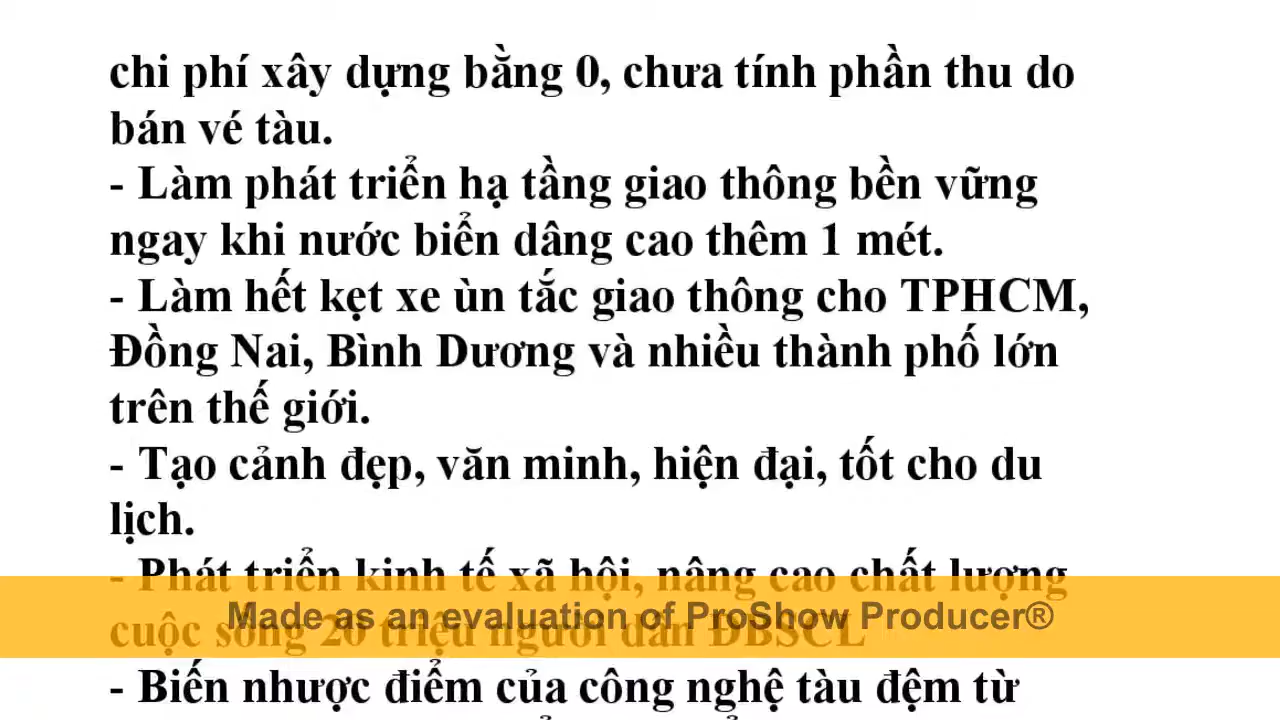 chi phí xây dựng bằng 0, chưa tính phần thu do
bán vé tàu.
- Làm phát triển hạ tầng giao thông bền vững
ngay khi nước biển dâng cao thêm 1 mét.
- Làm hết kẹt xe ùn tắc giao thông cho TPHCM,
Đồng Nai, Bình Dương và nhiều thành phố lớn
trên thế giới.
- Tạo cảnh đẹp, văn minh, hiện đại, tốt cho du
lịch.
- Phát triển kinh tế xã hội, nâng cao chất lượng
Made as an evaluation of ProShow Producer®
cuộc sống 20 triệu người dân ĐBSCL
- Biến nhược điểm của công nghệ tàu đệm từ